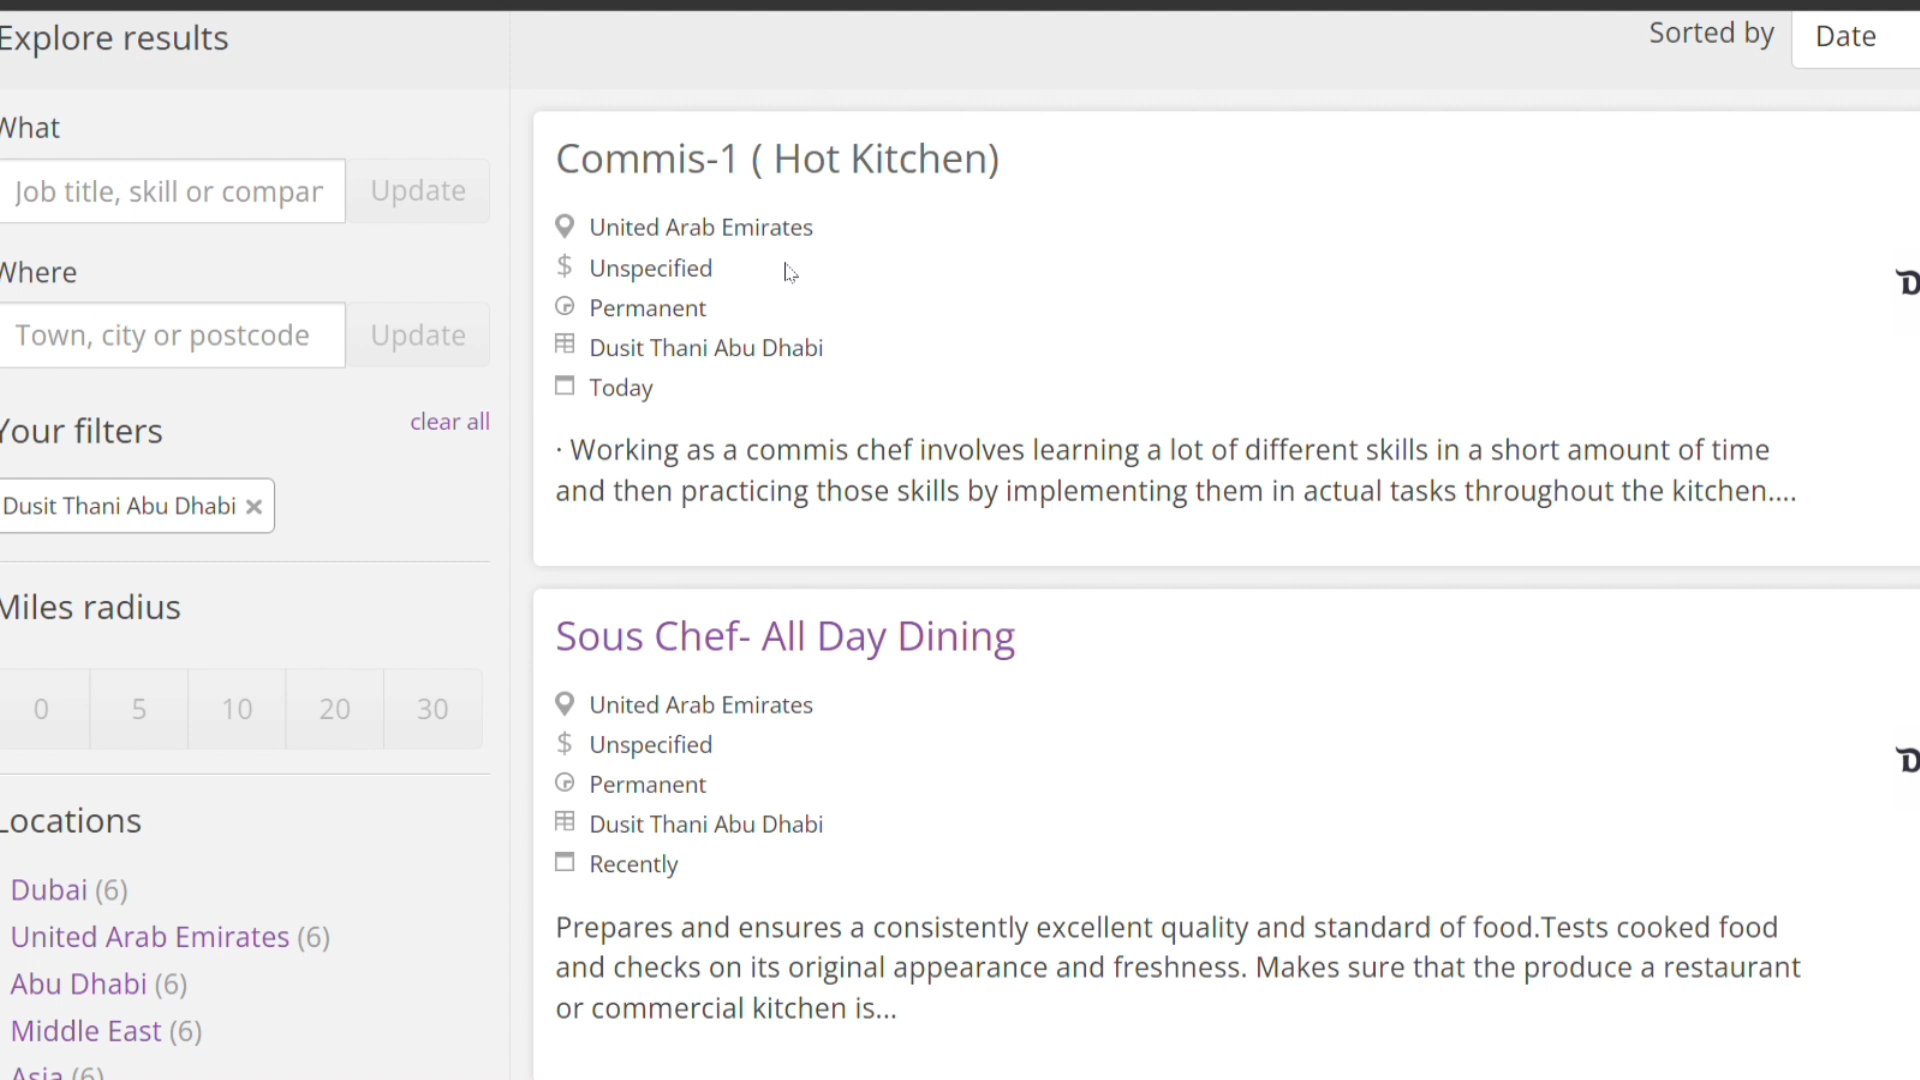 Explore results
Sorted by
Date
What
Job title, skill or compar
Update
Where
Town, city or postcode
Update
Your filters
clear all
Dusit Thani Abu Dhabi
Miles radius
0 5 10 20 30
Locations
Dubai (6)
United Arab Emirates (6)
Abu Dhabi (6)
Middle East (6)
Asia (6)
Commis-1 ( Hot Kitchen)
United Arab Emirates
$ Unspecified
Permanent
Dusit Thani Abu Dhabi
Today
· Working as a commis chef involves learning a lot of different skills in a short amount of time
and then practicing those skills by implementing them in actual tasks throughout the kitchen....
D
Sous Chef- All Day Dining
United Arab Emirates
$ Unspecified
Permanent
Dusit Thani Abu Dhabi
Recently
Prepares and ensures a consistently excellent quality and standard of food.Tests cooked food
and checks on its original appearance and freshness. Makes sure that the produce a restaurant
or commercial kitchen is...
D